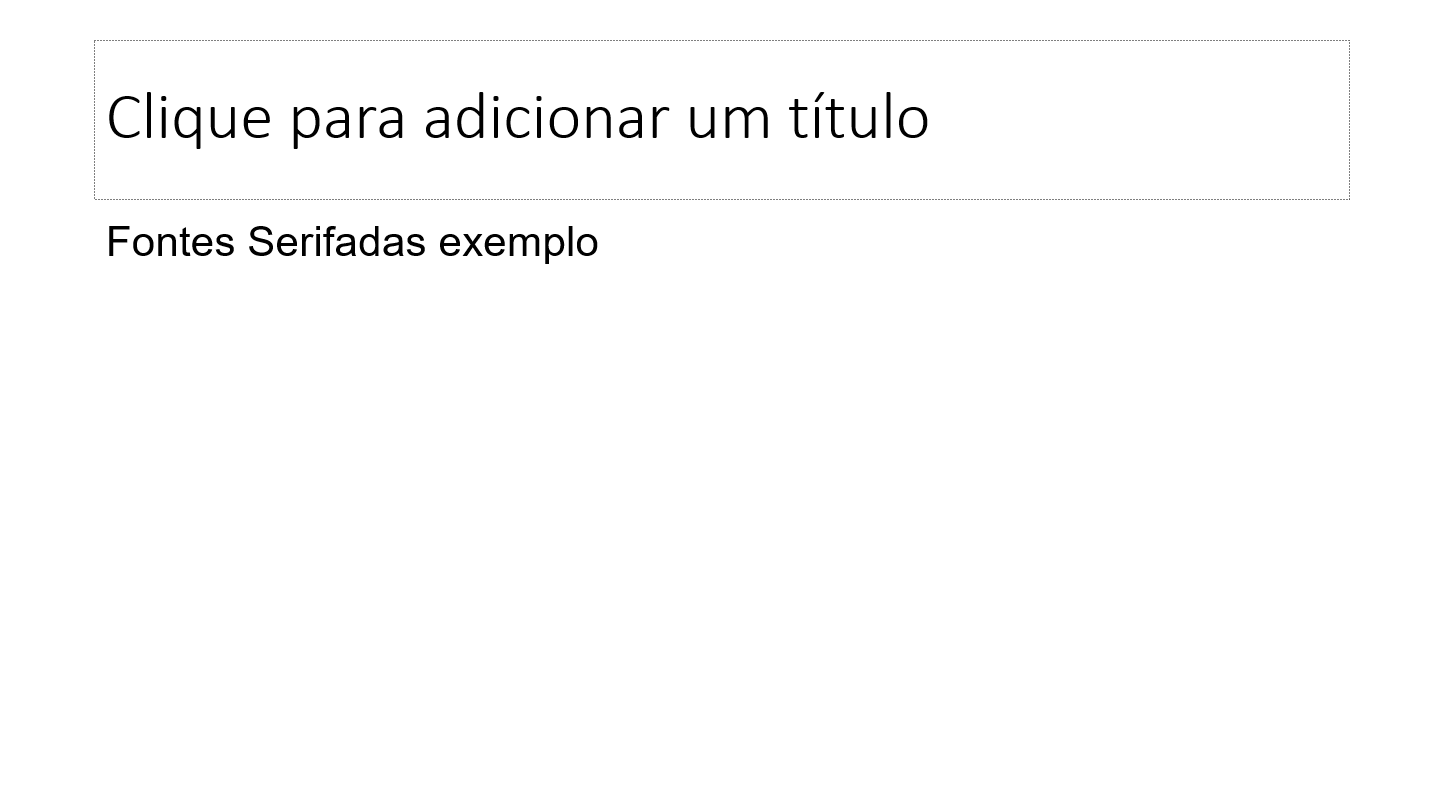 Clique para adicionar um título
Fontes Serifadas exemplo